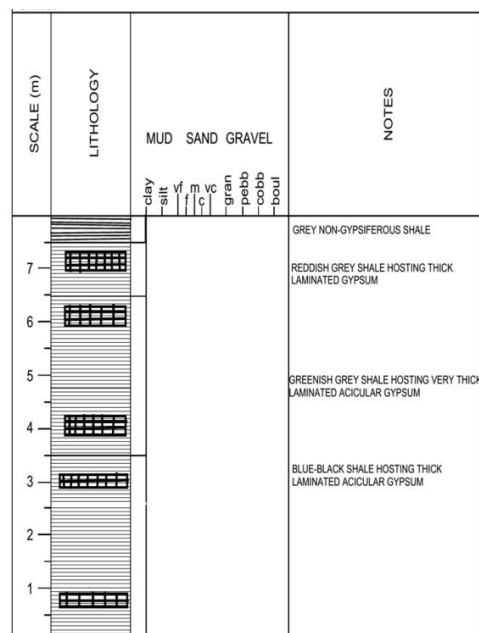 SCALE (m)
LITHOLOGY
MUD SAND GRAVEL
clay
silt
vf
f
m
c
vc
gran
pebb
cobb
boul
NOTES
GREY NON-GYPSIFEROUS SHALE
7
REDDISH GREY SHALE HOSTING THICK
LAMINATED GYPSUM
6
5
GREENISH GREY SHALE HOSTING VERY THICK
LAMINATED ACICULAR GYPSUM
4
3
BLUE-BLACK SHALE HOSTING THICK
LAMINATED ACICULAR GYPSUM
2
1